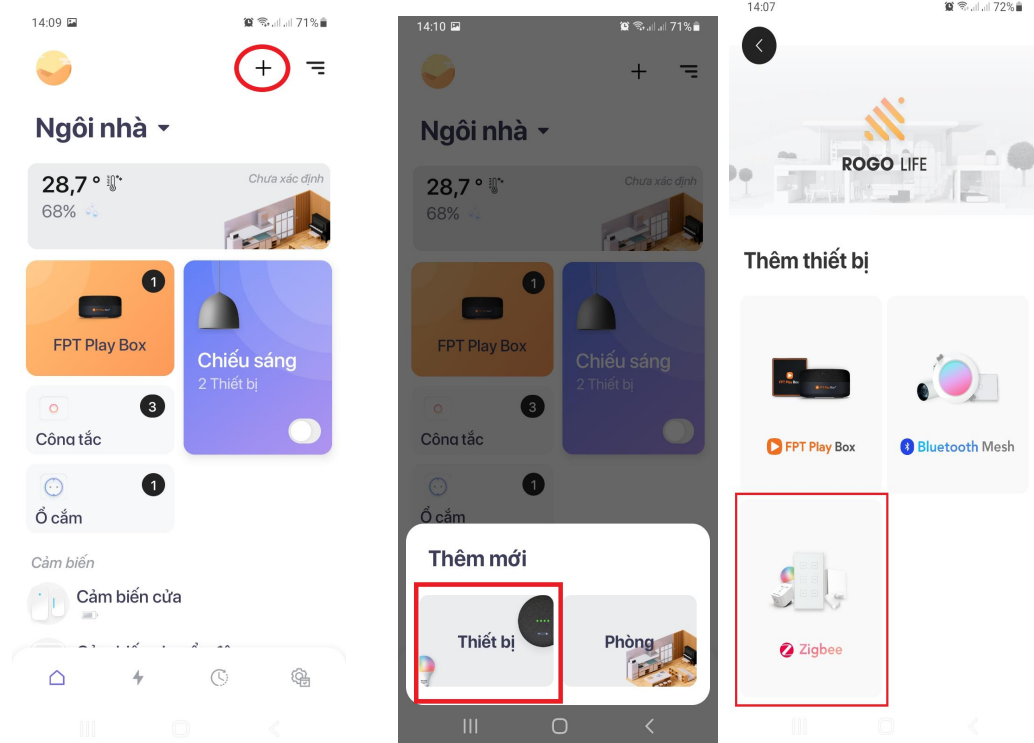 14:09
71%
Ngôi nhà
28,7 °
Chưa xác định
68%
1
FPT Play Box
Chiếu sáng
2 Thiết bị
3
Công tắc
1
Ổ cắm
Cảm biến
Cảm biến cửa
14:10
71%
Ngôi nhà
28,7 °
Chưa xác định
68%
1
FPT Play Box
Chiếu sáng
2 Thiết bị
3
Công tắc
1
Ổ cắm
Thêm mới
Thiết bị
Phòng
14:07
72%
ROGO LIFE
Thêm thiết bị
FPT Play Box
Bluetooth Mesh
Zigbee